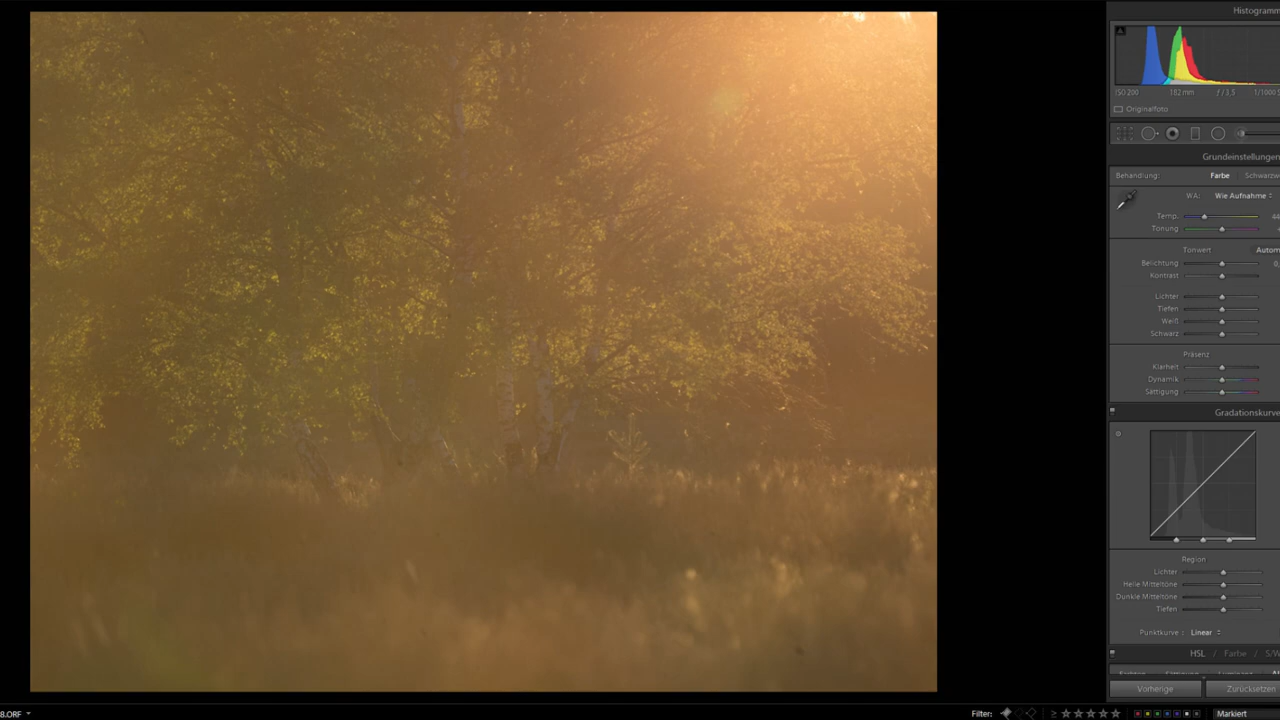 Histogramm
ISO 200 182 mm ƒ / 3,5 1/1000 s
Originalfoto
Grundeinstellungen
Behandlung: Farbe Schwarzw
WA: Wie Aufnahme
Temp.
Tonung
Tonwert Autom
Belichtung
Kontrast
Lichter
Tiefen
Weiß
Schwarz
Präsenz
Klarheit
Dynamik
Sättigung
Gradationskurve
Region
Lichter
Helle Mitteltöne
Dunkle Mitteltöne
Tiefen
Punktkurve : Linear
HSL / Farbe / S/W
Vorherige Zurücksetzen
8.ORF Filter: Markiert